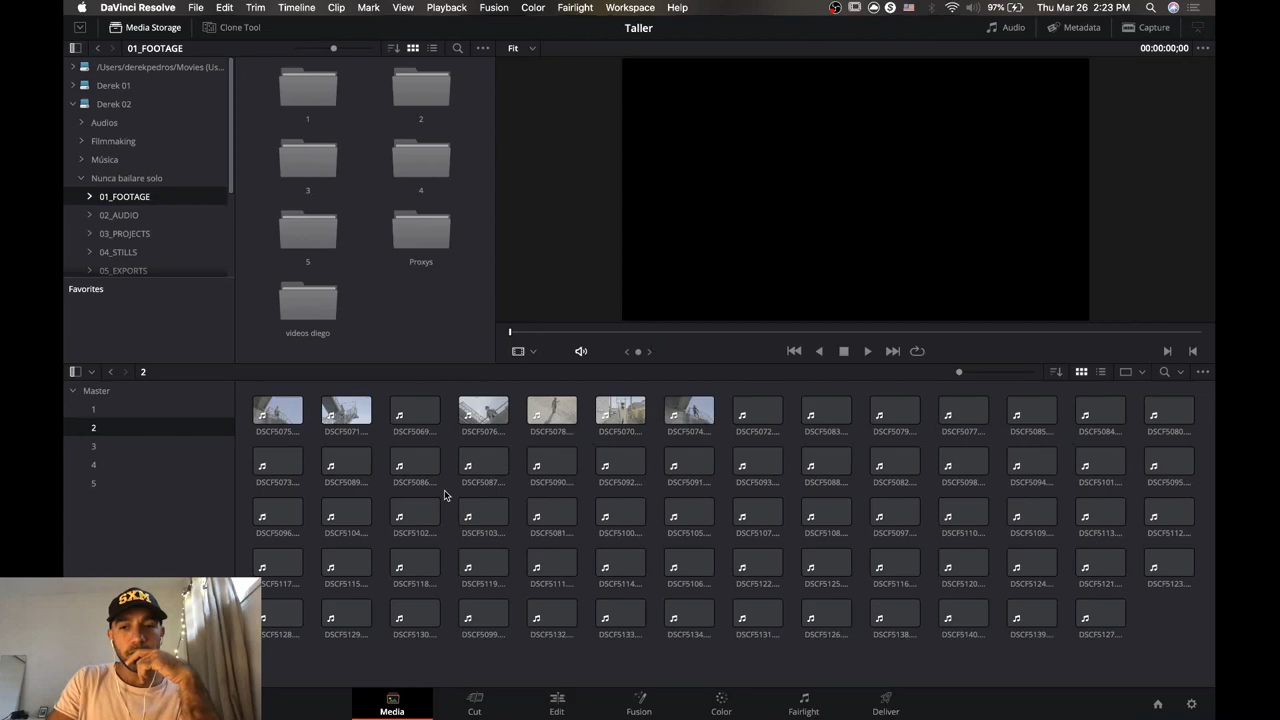 DaVinci Resolve File Edit Trim Timeline Clip Mark View Playback Fusion Color Fairlight Workspace Help 97% Thu Mar 26 2:23 PM
Media Storage Clone Tool Taller Audio Metadata Capture
01_FOOTAGE Fit 00:00:00;00
/Users/derekpedros/Movies (Us...
Derek 01
Derek 02
Audios
Filmmaking
Música
Nunca bailare solo
01_FOOTAGE
02_AUDIO
03_PROJECTS
04_STILLS
05_EXPORTS
Favorites
1 2
3 4
5 Proxys
videos diego
2
Master
1
2
3
4
5
DSCF5075.... DSCF5071.... DSCF5069.... DSCF5076.... DSCF5078.... DSCF5070.... DSCF5074.... DSCF5072.... DSCF5083.... DSCF5079.... DSCF5077.... DSCF5085.... DSCF5084.... DSCF5080....
DSCF5073.... DSCF5089.... DSCF5086.... DSCF5087.... DSCF5090.... DSCF5092.... DSCF5091.... DSCF5093.... DSCF5088.... DSCF5082.... DSCF5098.... DSCF5094.... DSCF5101.... DSCF5095....
DSCF5096.... DSCF5104.... DSCF5102.... DSCF5103.... DSCF5081.... DSCF5100.... DSCF5105.... DSCF5107.... DSCF5108.... DSCF5097.... DSCF5110.... DSCF5109.... DSCF5113.... DSCF5112....
DSCF5117.... DSCF5115.... DSCF5118.... DSCF5119.... DSCF5111.... DSCF5114.... DSCF5106.... DSCF5122.... DSCF5125.... DSCF5116.... DSCF5120.... DSCF5124.... DSCF5121.... DSCF5123....
DSCF5129.... DSCF5130.... DSCF5099.... DSCF5132.... DSCF5133.... DSCF5134.... DSCF5131.... DSCF5126.... DSCF5138.... DSCF5140.... DSCF5139.... DSCF5127....
SXM
Media Cut Edit Fusion Color Fairlight Deliver